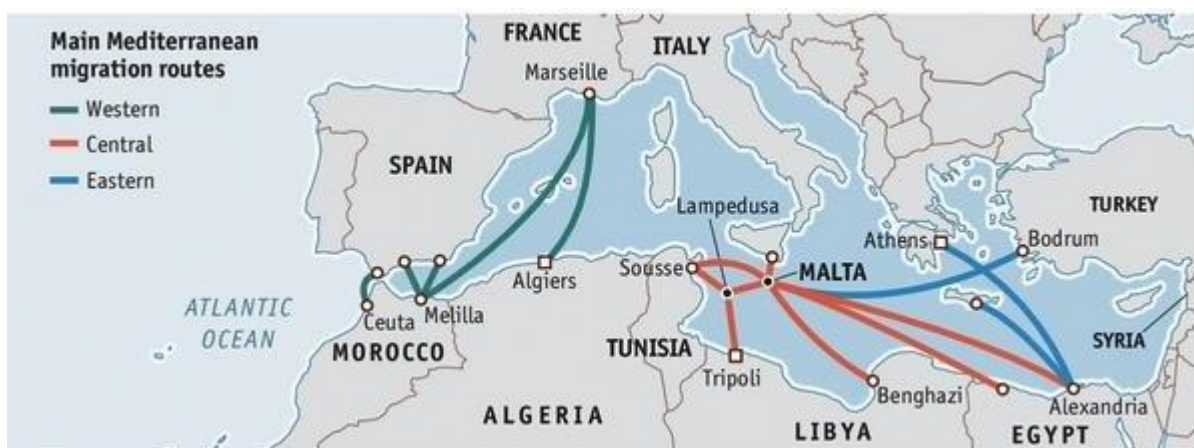 Main Mediterranean
migration routes
Western
Central
Eastern
FRANCE
Marseille
ITALY
SPAIN
Lampedusa
TURKEY
Athens
Bodrum
Sousse
MALTA
Algiers
ATLANTIC
OCEAN
Ceuta
Melilla
MOROCCO
TUNISIA
SYRIA
Tripoli
Benghazi
Alexandria
ALGERIA
LIBYA
EGYPT